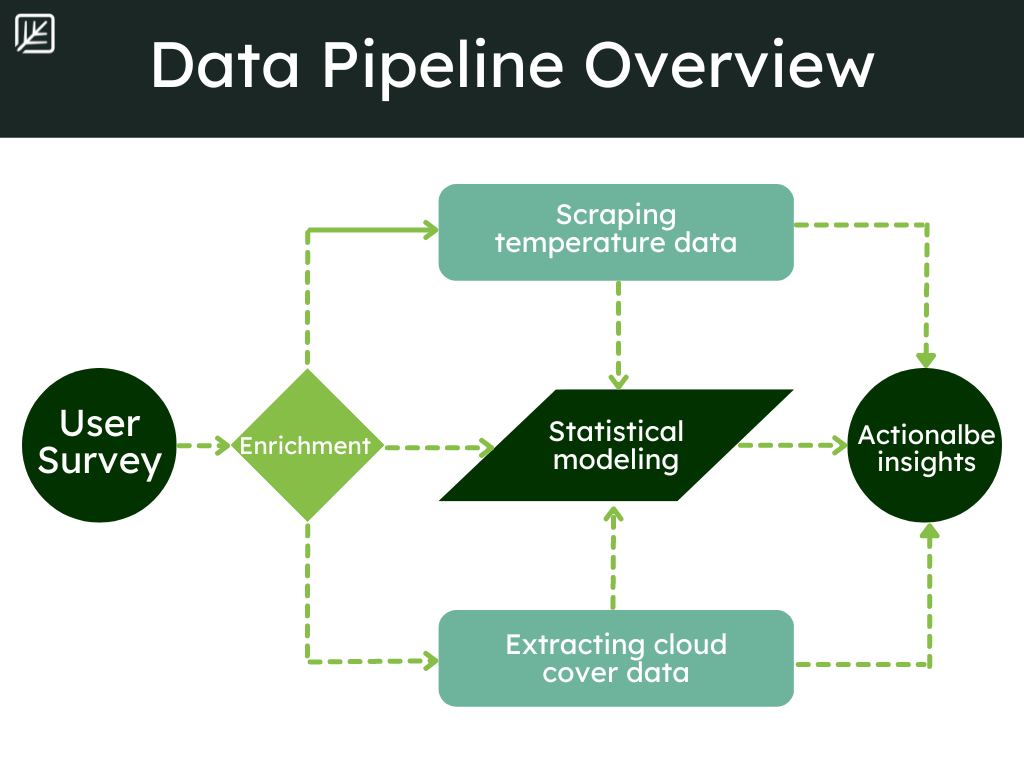 Data Pipeline Overview
Scraping
temperature data
User
Survey
Enrichment
Statistical
modeling
Actionalbe
insights
Extracting cloud
cover data